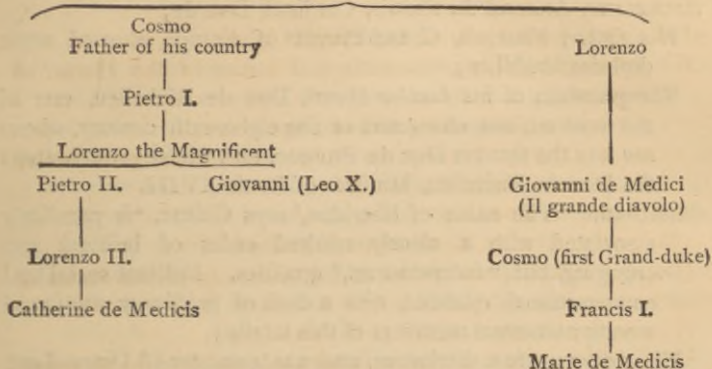 Cosmo
Father of his country
Lorenzo
Pietro I.
Lorenzo the Magnificent
Pietro II.
Giovanni (Leo X.)
Giovanni de Medici
(Il grande diavolo)
Lorenzo II.
Cosmo (first Grand-duke)
Catherine de Medicis
Francis I.
Marie de Medicis